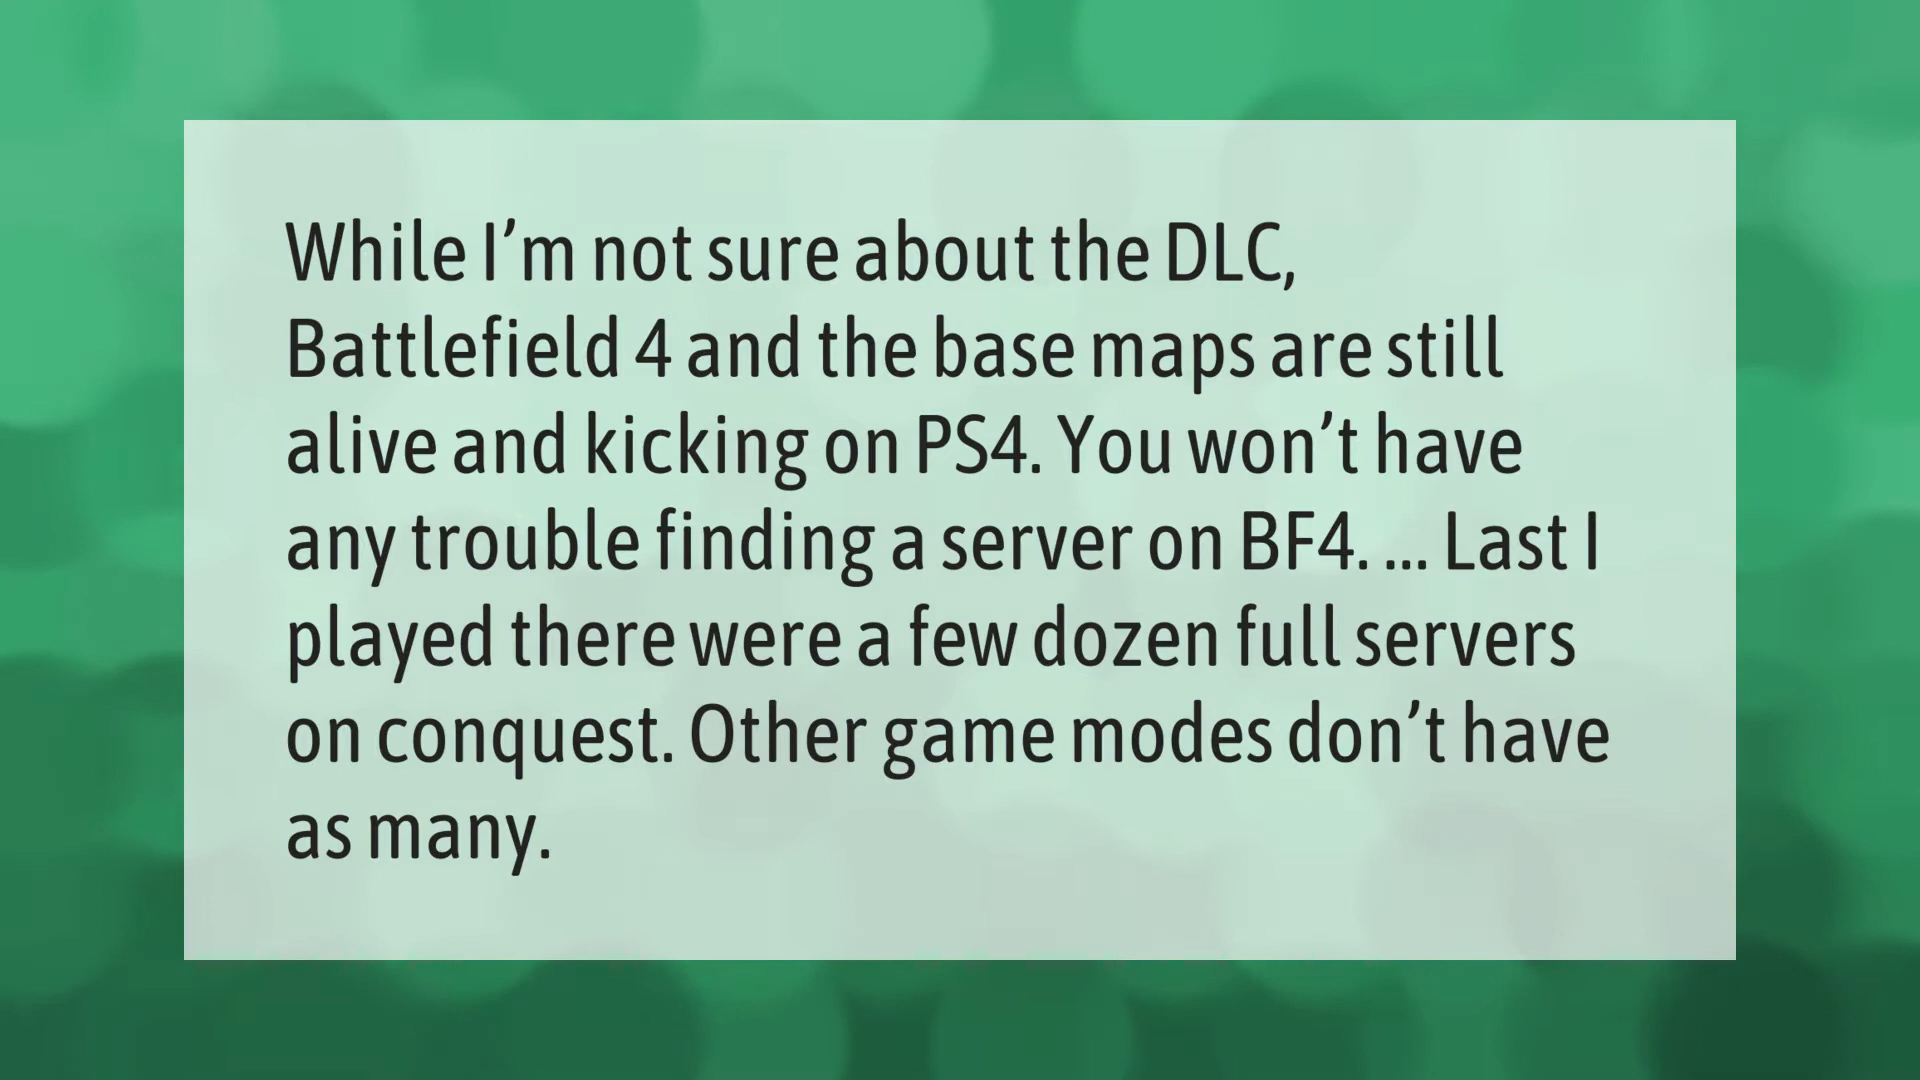 While I’m not sure about the DLC,
Battlefield 4 and the base maps are still
alive and kicking on PS4. You won’t have
any trouble finding a server on BF4. ... Last I
played there were a few dozen full servers
on conquest. Other game modes don’t have
as many.